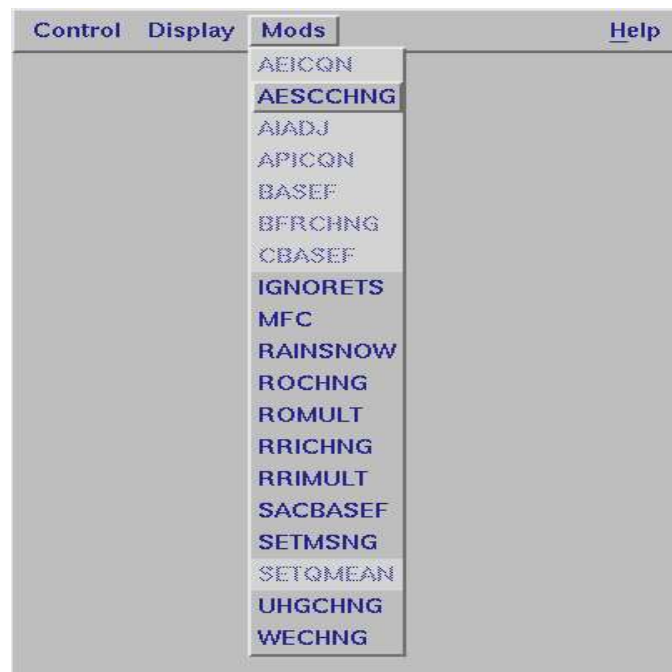 Control Display Mods Help
AEICQN
AESCCHNG
AIADJ
APICQN
BASEF
BFRCHNG
CBASEF
IGNORETS
MFC
RAINSNOW
ROCHNG
ROMULT
RRICHNG
RRIMULT
SACBASEF
SETMSNG
SETQMEAN
UHGCHNG
WECHNG